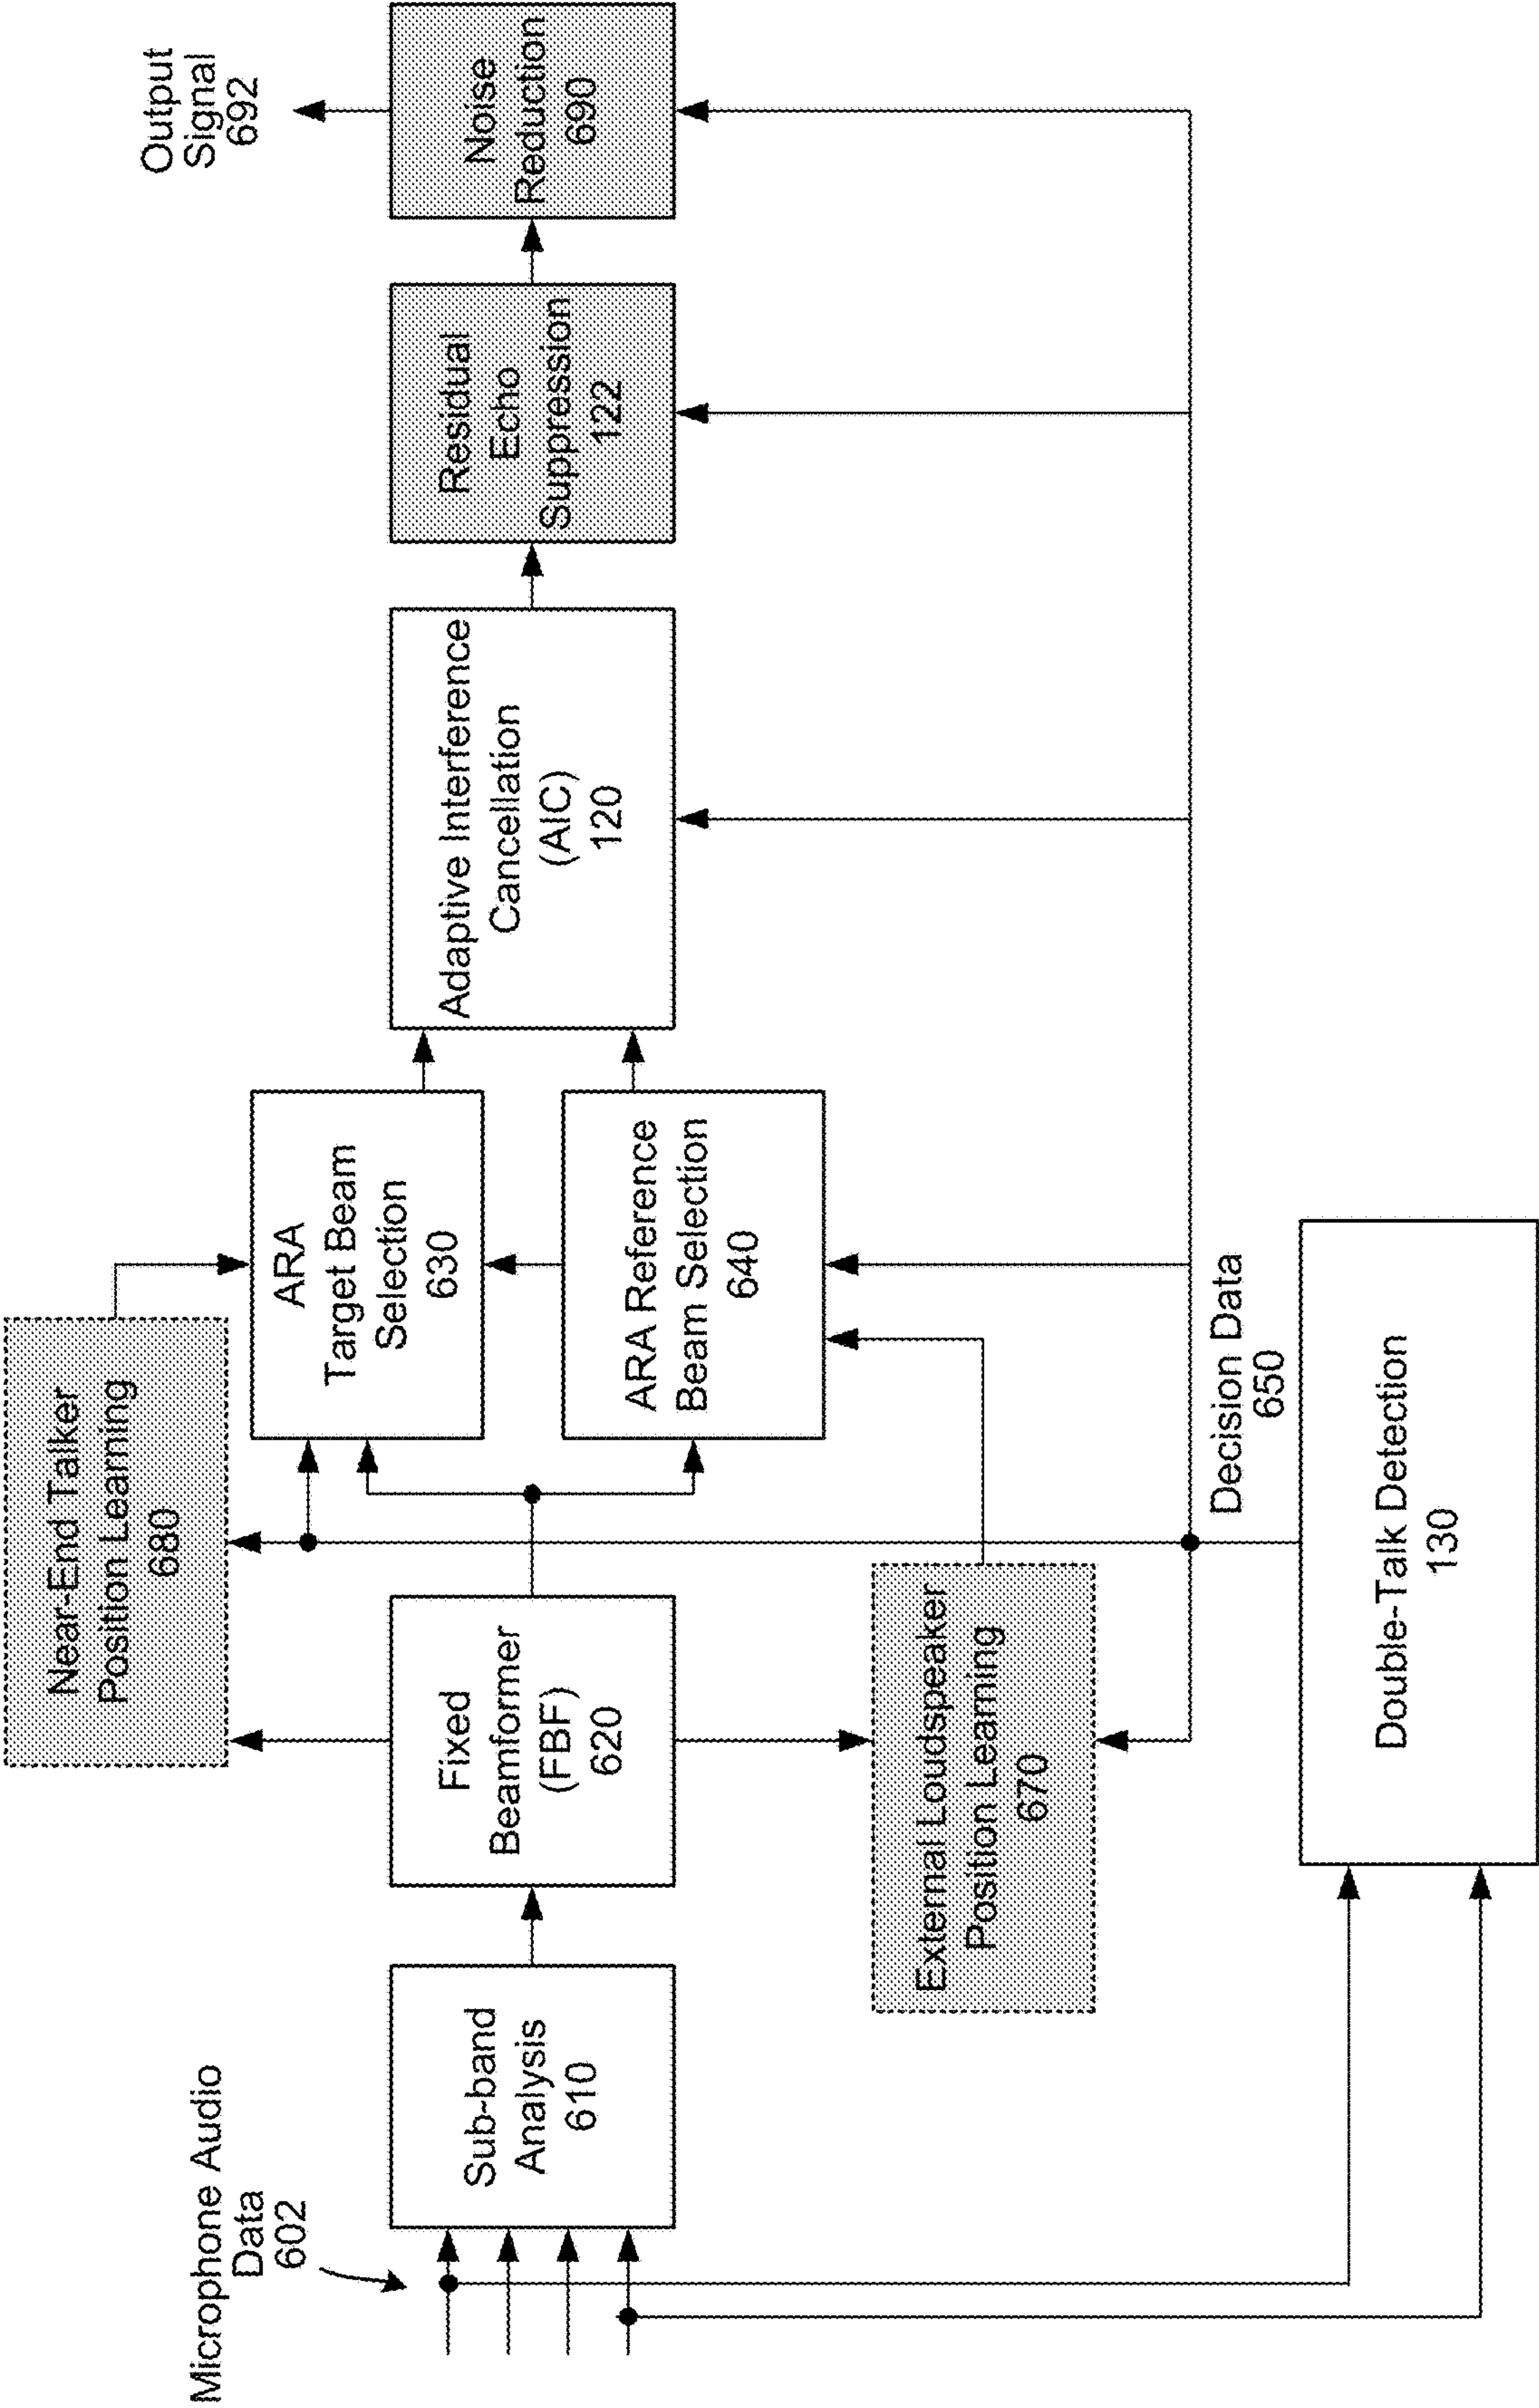 Microphone Audio
Data
602
Sub-band
Analysis
610
Fixed
Beamformer
(FBF)
620
Near-End Talker
Position Learning
680
External Loudspeaker
Position Learning
670
ARA
Target Beam
Selection
630
ARA Reference
Beam Selection
640
Decision Data
650
Double-Talk Detection
130
Adaptive Interference
Cancellation
(AIC)
120
Residual
Echo
Suppression
122
Noise
Reduction
690
Output
Signal
692